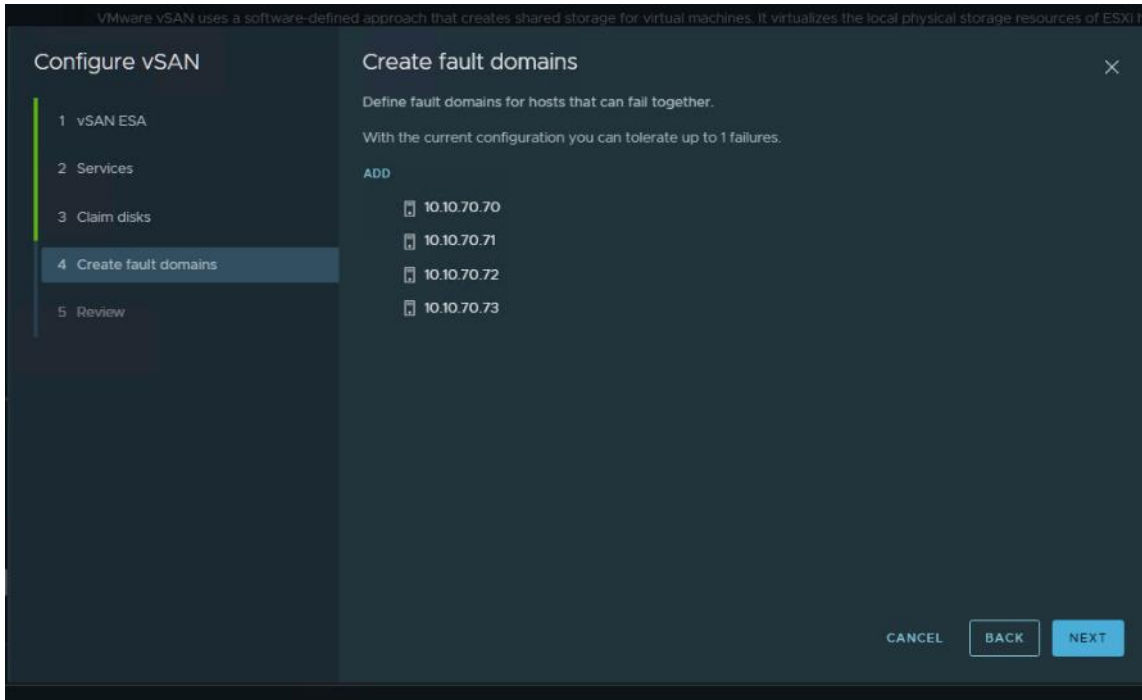 VMware vSAN uses a software-defined approach that creates shared storage for virtual machines. It virtualizes the local physical storage resources of ESXi
Configure vSAN
1 vSAN ESA
2 Services
3 Claim disks
4 Create fault domains
5 Review
Create fault domains
Define fault domains for hosts that can fail together.
With the current configuration you can tolerate up to 1 failures.
ADD
10.10.70.70
10.10.70.71
10.10.70.72
10.10.70.73
CANCEL
BACK
NEXT